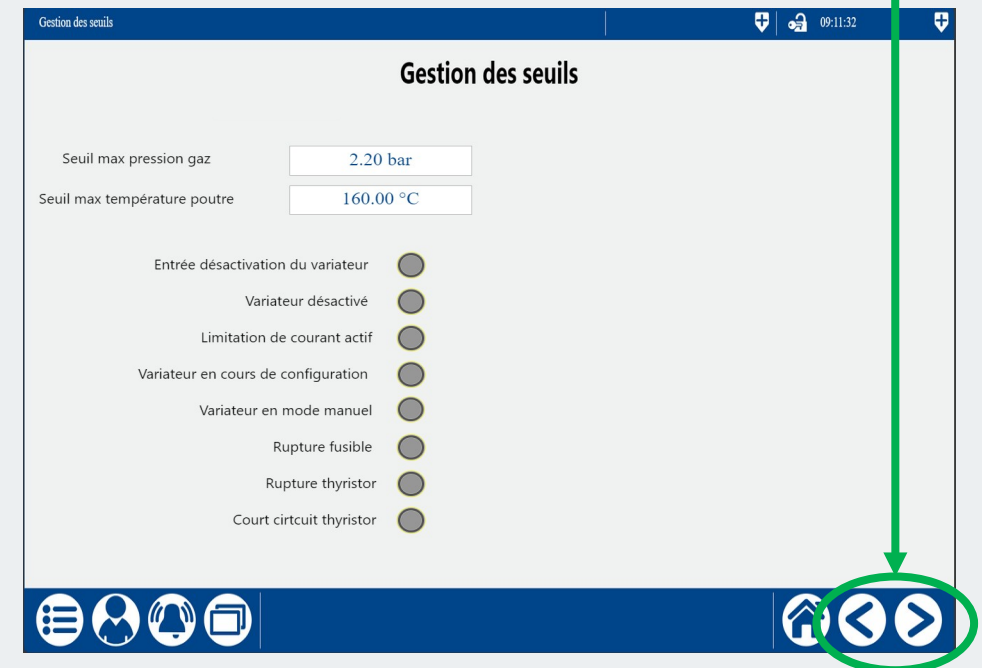 Gestion des seuils
09:11:32
Gestion des seuils
Seuil max pression gaz 2.20 bar
Seuil max température poutre 160.00 °C
Entrée désactivation du variateur
Variateur désactivé
Limitation de courant actif
Variateur en cours de configuration
Variateur en mode manuel
Rupture fusible
Rupture thyristor
Court cirtcuit thyristor